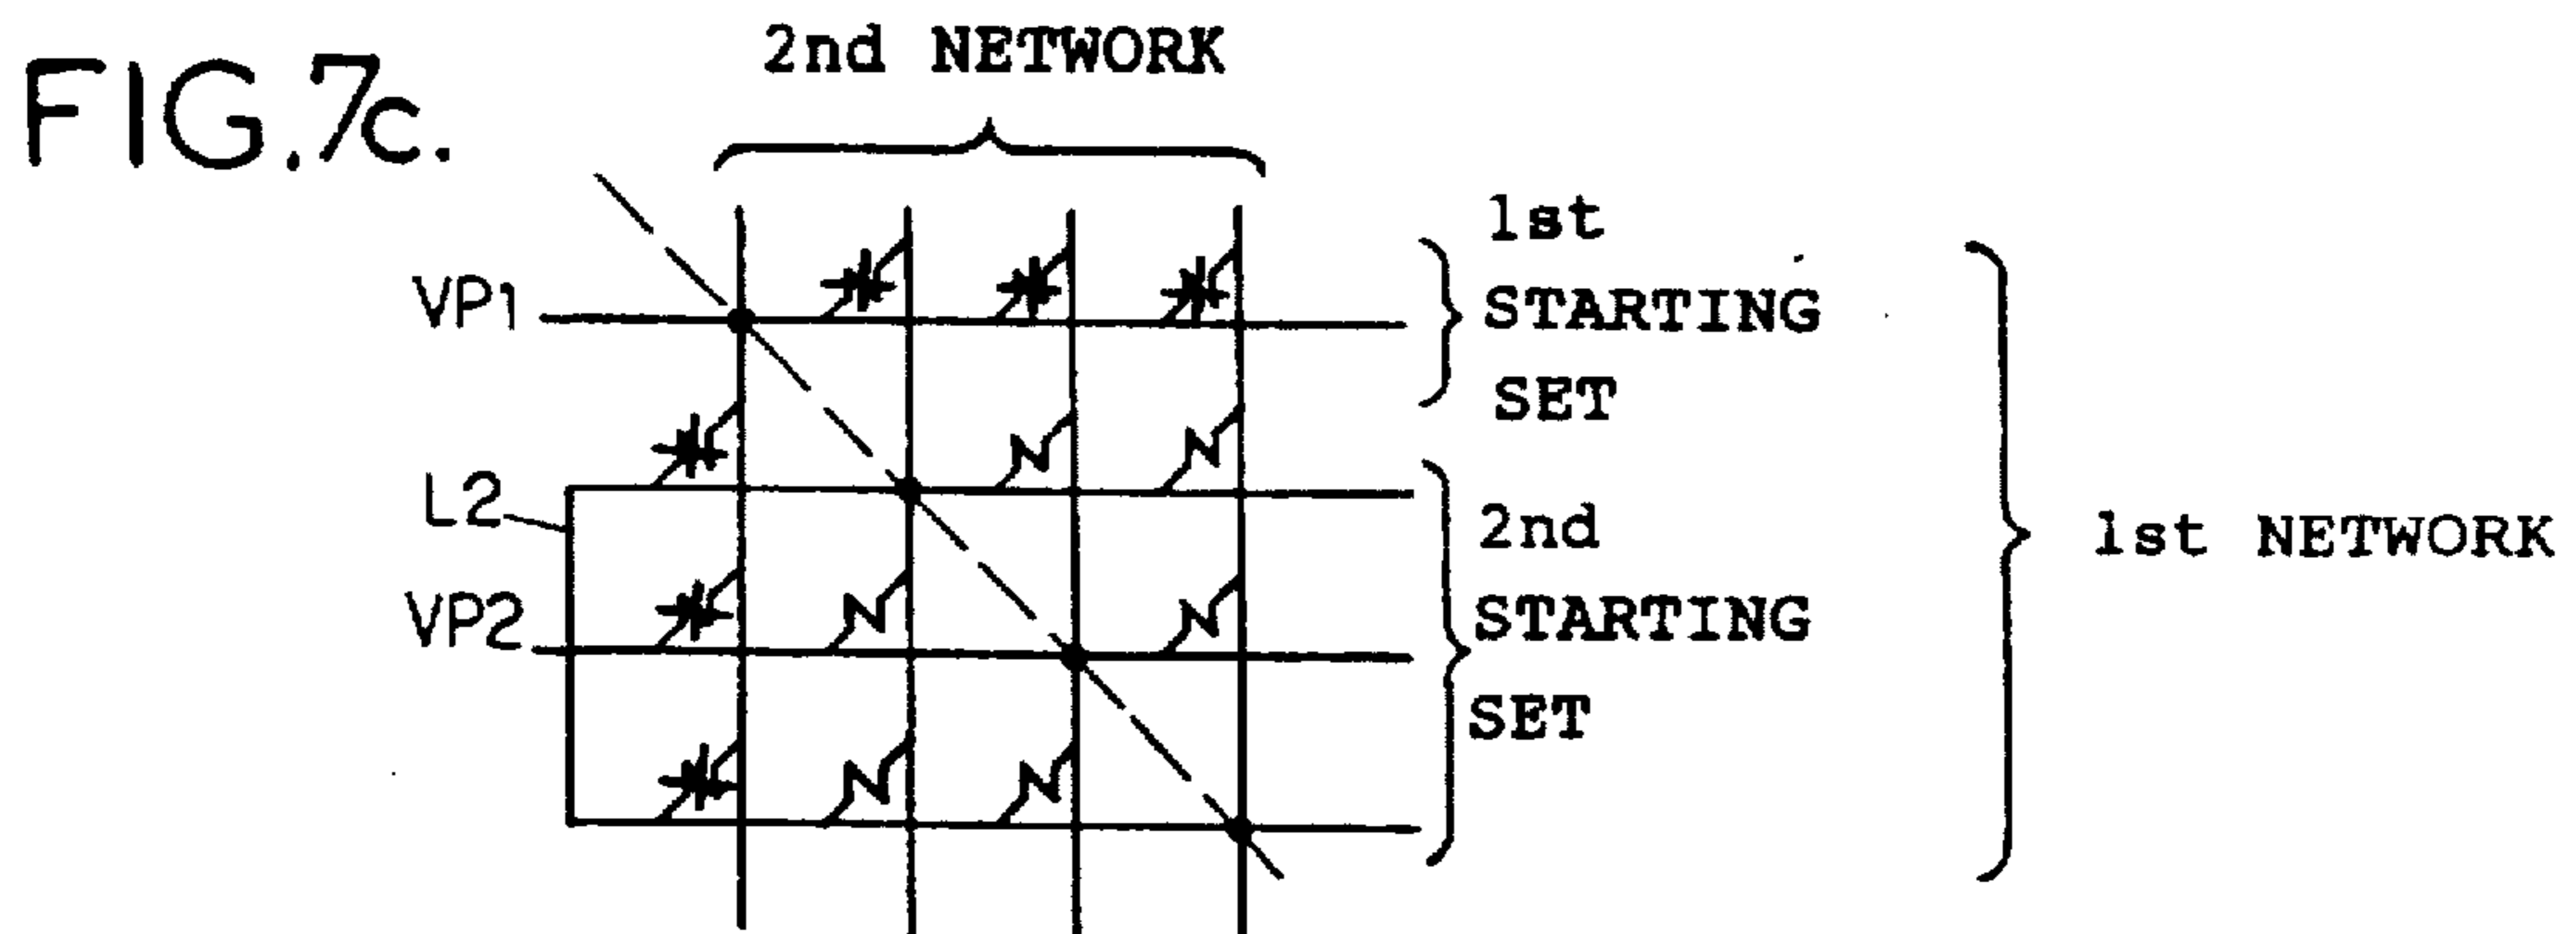 FIG.7c.
2nd NETWORK
VP1
1st
STARTING
SET
L2
VP2
2nd
STARTING
SET
1st NETWORK